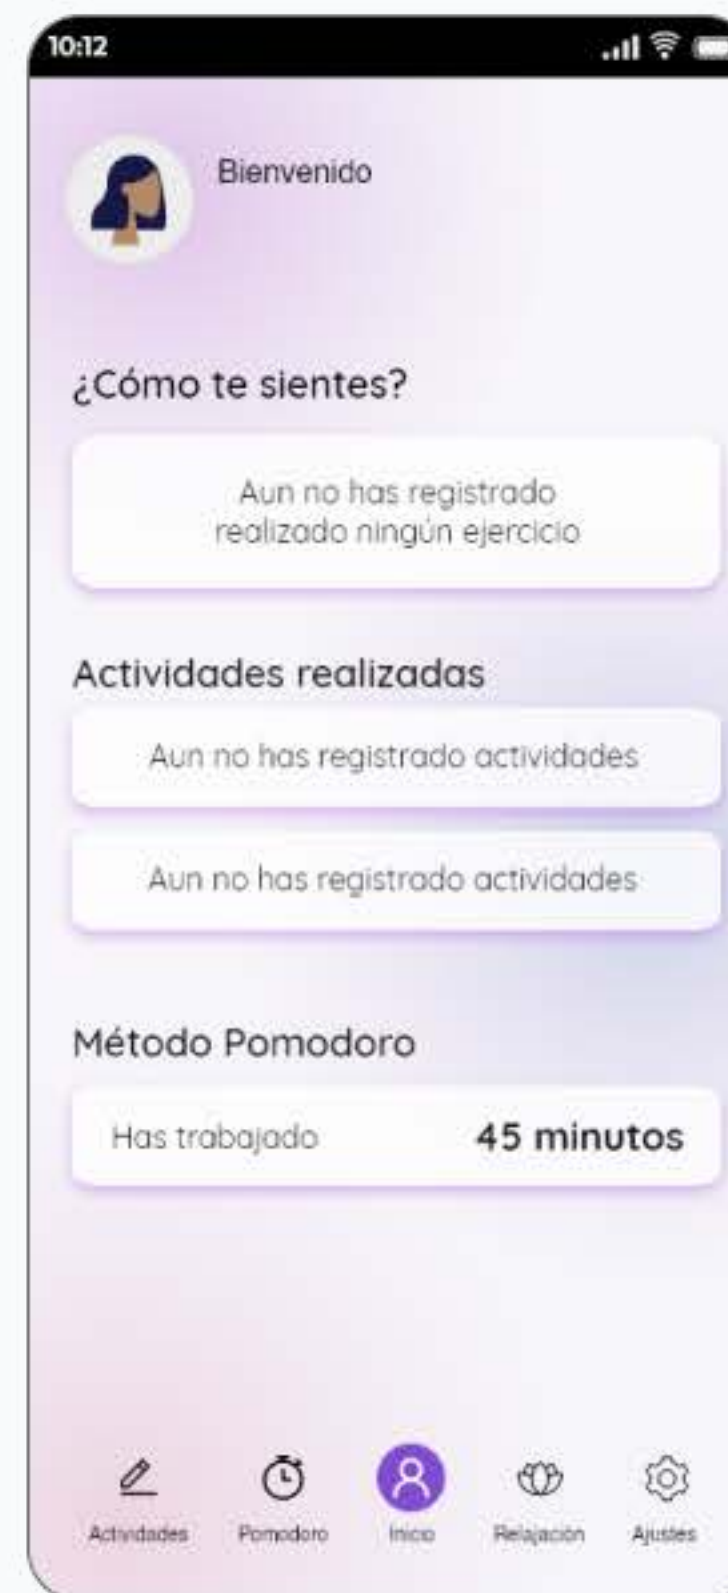 10:12
Bienvenido
¿Cómo te sientes?
Aun no has registrado
realizado ningún ejercicio
Actividades realizadas
Aun no has registrado actividades
Aun no has registrado actividades
Método Pomodoro
Has trabajado 45 minutos
Actividades Pomodoro Inicio Relajación Ajustes